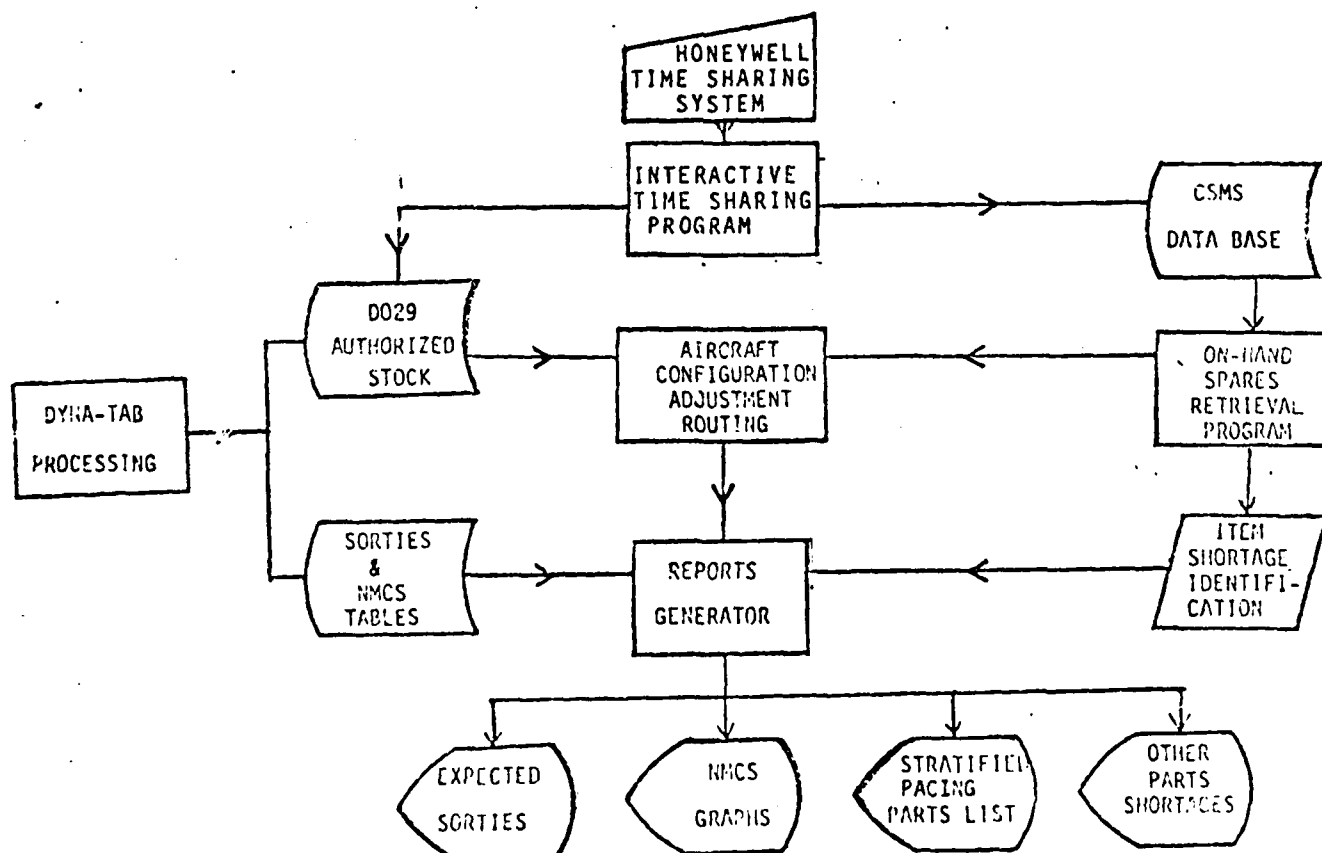 HONEYWELL
TIME SHARING
SYSTEM
INTERACTIVE
TIME SHARING
PROGRAM
CSMS
DATA BASE
DO29
AUTHORIZED
STOCK
AIRCRAFT
CONFIGURATION
ADJUSTMENT
ROUTING
ON-HAND
SPARES
RETRIEVAL
PROGRAM
DYNA-TAB
PROCESSING
SORTIES
&
NMCS
TABLES
REPORTS
GENERATOR
ITEM
SHORTAGE
IDENTIFI-
CATION
EXPECTED
SORTIES
NMCS
GRAPHS
STRATIFIED
PACING
PARTS LIST
OTHER
PARTS
SHORTAGES